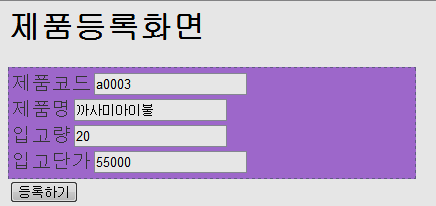 제품등록화면
제품코드 a0003
제품명 까사미아이불
입고량 20
입고단가 55000
등록하기